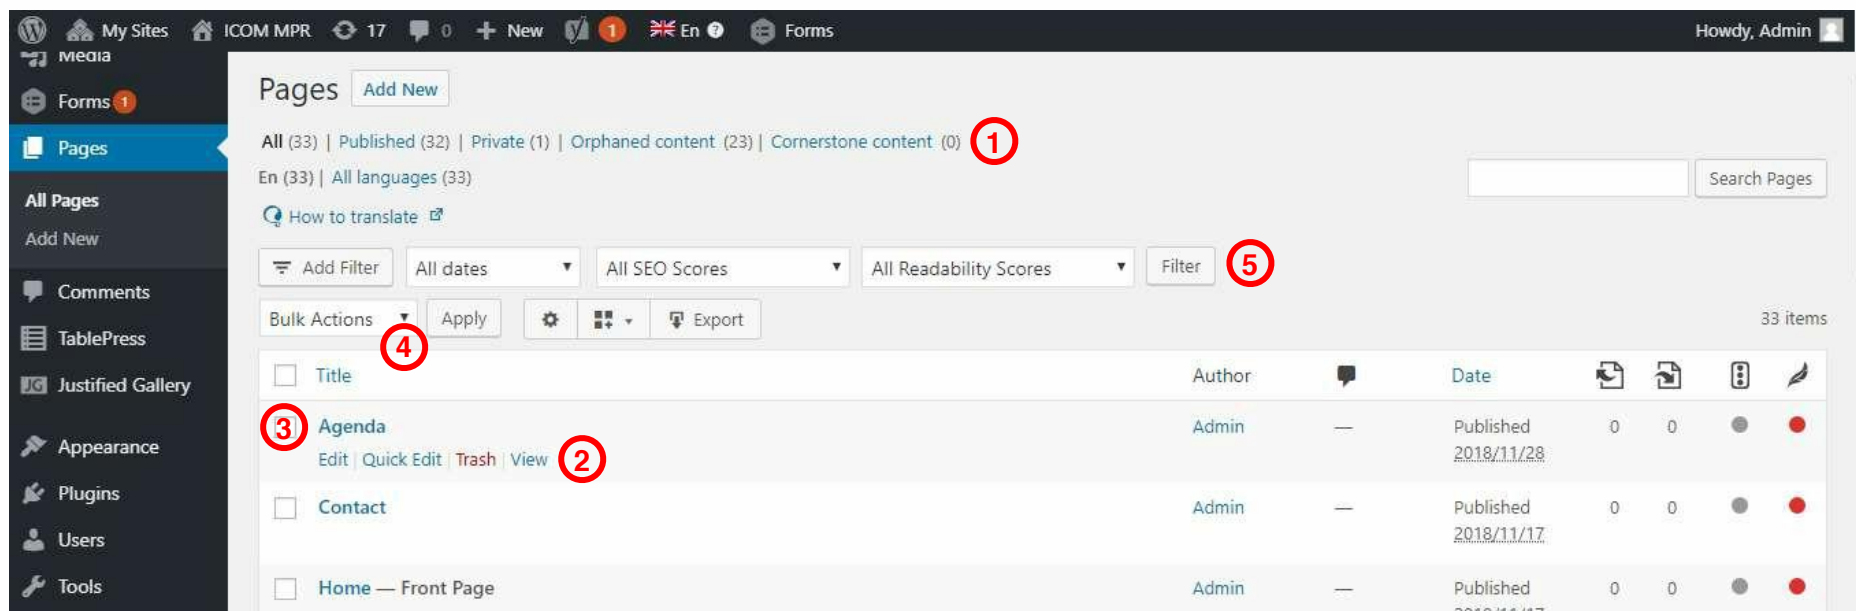 My Sites ICOM MPR 17 0 + New 1 En ? Forms Howdy, Admin
Media
Forms 1
Pages
All Pages
Add New
Comments
TablePress
JG Justified Gallery
Appearance
Plugins
Users
Tools
Pages Add New
All (33) | Published (32) | Private (1) | Orphaned content (23) | Cornerstone content (0) 1
En (33) | All languages (33)
Search Pages
How to translate
Add Filter All dates All SEO Scores All Readability Scores Filter 5
Bulk Actions Apply Export 33 items
4
Title Author Date
3 Agenda Admin — Published 0 0
2018/11/28
Edit | Quick Edit | Trash | View 2
Contact Admin — Published 0 0
2018/11/17
Home — Front Page Admin — Published 0 0